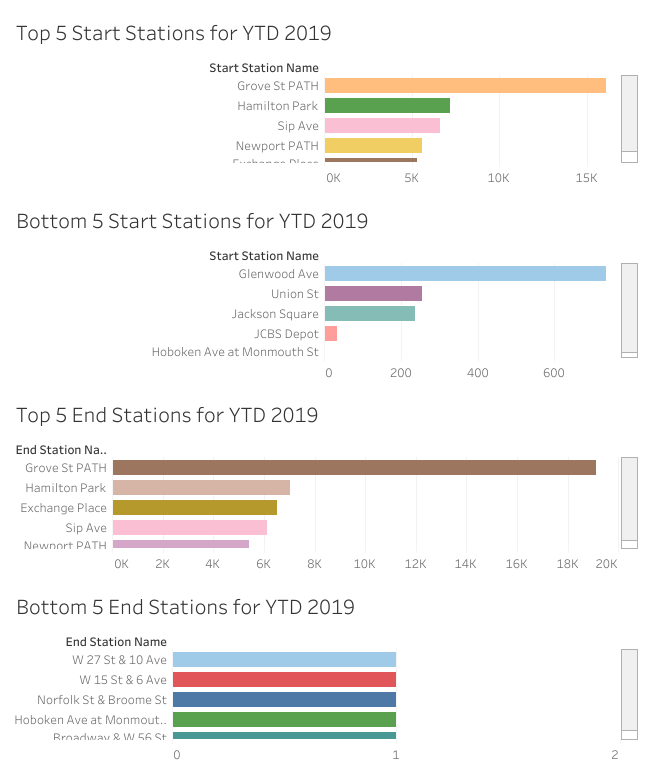 Top 5 Start Stations for YTD 2019
Start Station Name
Grove St PATH
Hamilton Park
Sip Ave
Newport PATH
Exchange Place
0K 5K 10K 15K
Bottom 5 Start Stations for YTD 2019
Start Station Name
Glenwood Ave
Union St
Jackson Square
JCBS Depot
Hoboken Ave at Monmouth St
0 200 400 600
Top 5 End Stations for YTD 2019
End Station Na..
Grove St PATH
Hamilton Park
Exchange Place
Sip Ave
Newport PATH
0K 2K 4K 6K 8K 10K 12K 14K 16K 18K 20K
Bottom 5 End Stations for YTD 2019
End Station Name
W 27 St & 10 Ave
W 15 St & 6 Ave
Norfolk St & Broome St
Hoboken Ave at Monmout..
Broadway & W 56 St
0 1 2